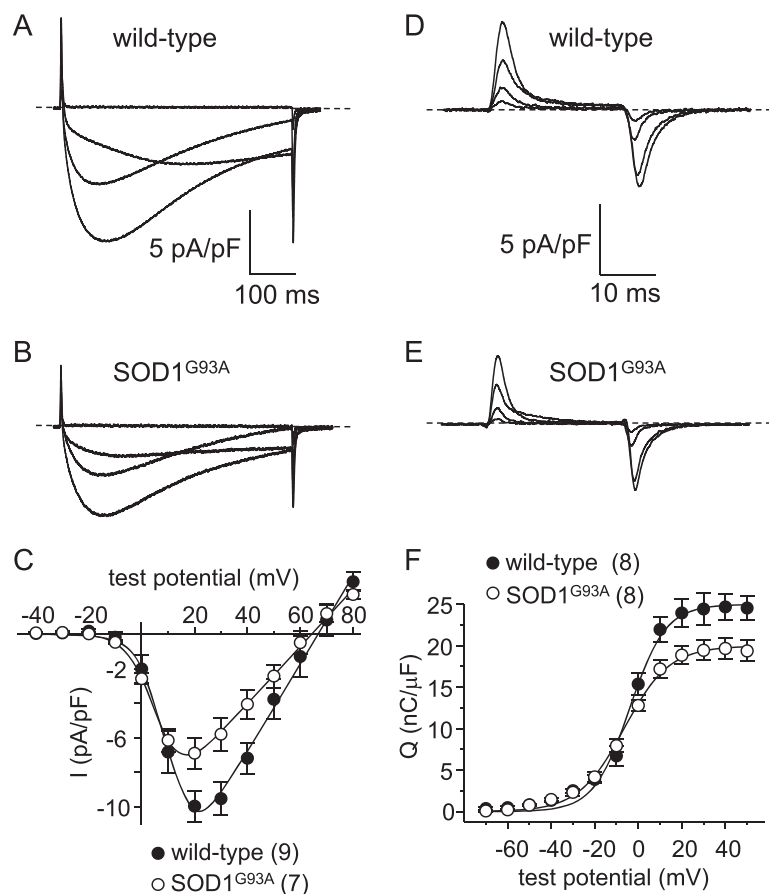 A
wild-type
5 pA/pF
100 ms
D
wild-type
5 pA/pF
10 ms
B
SOD1G93A
E
SOD1G93A
C
test potential (mV)
-40 -20 20 40 60 80
-2
-6
-10
I (pA/pF)
wild-type (9)
SOD1G93A (7)
F
wild-type (8)
SOD1G93A (8)
25
20
15
10
5
0
Q (nC/µF)
-60 -40 -20 0 20 40
test potential (mV)